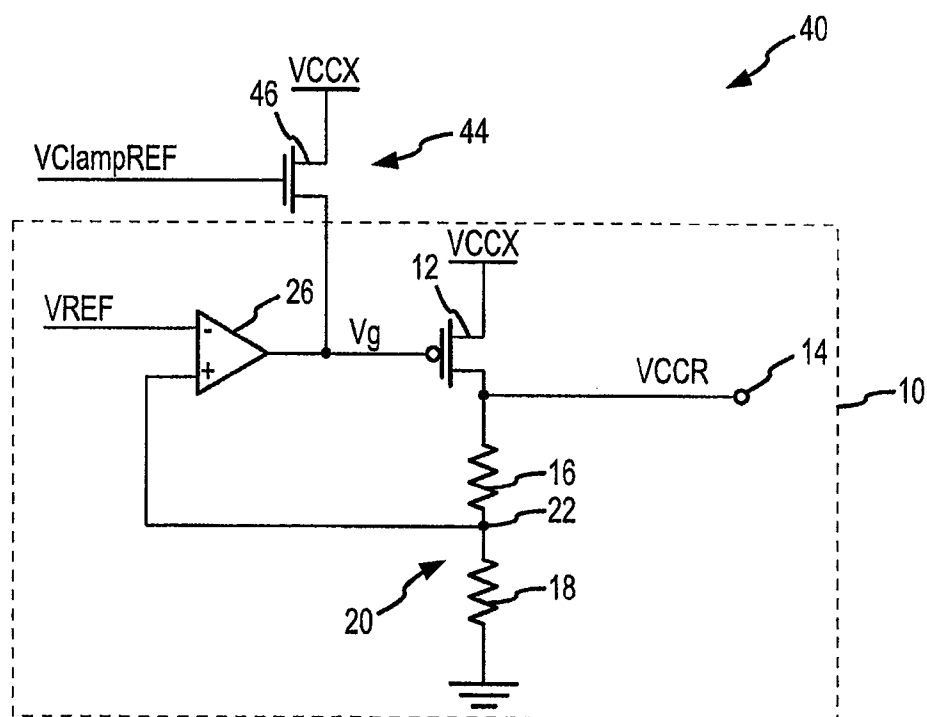 40
VCCX
46
44
VClampREF
VCCX
12
VREF
26
-
+
Vg
14
VCCR
10
16
22
20
18